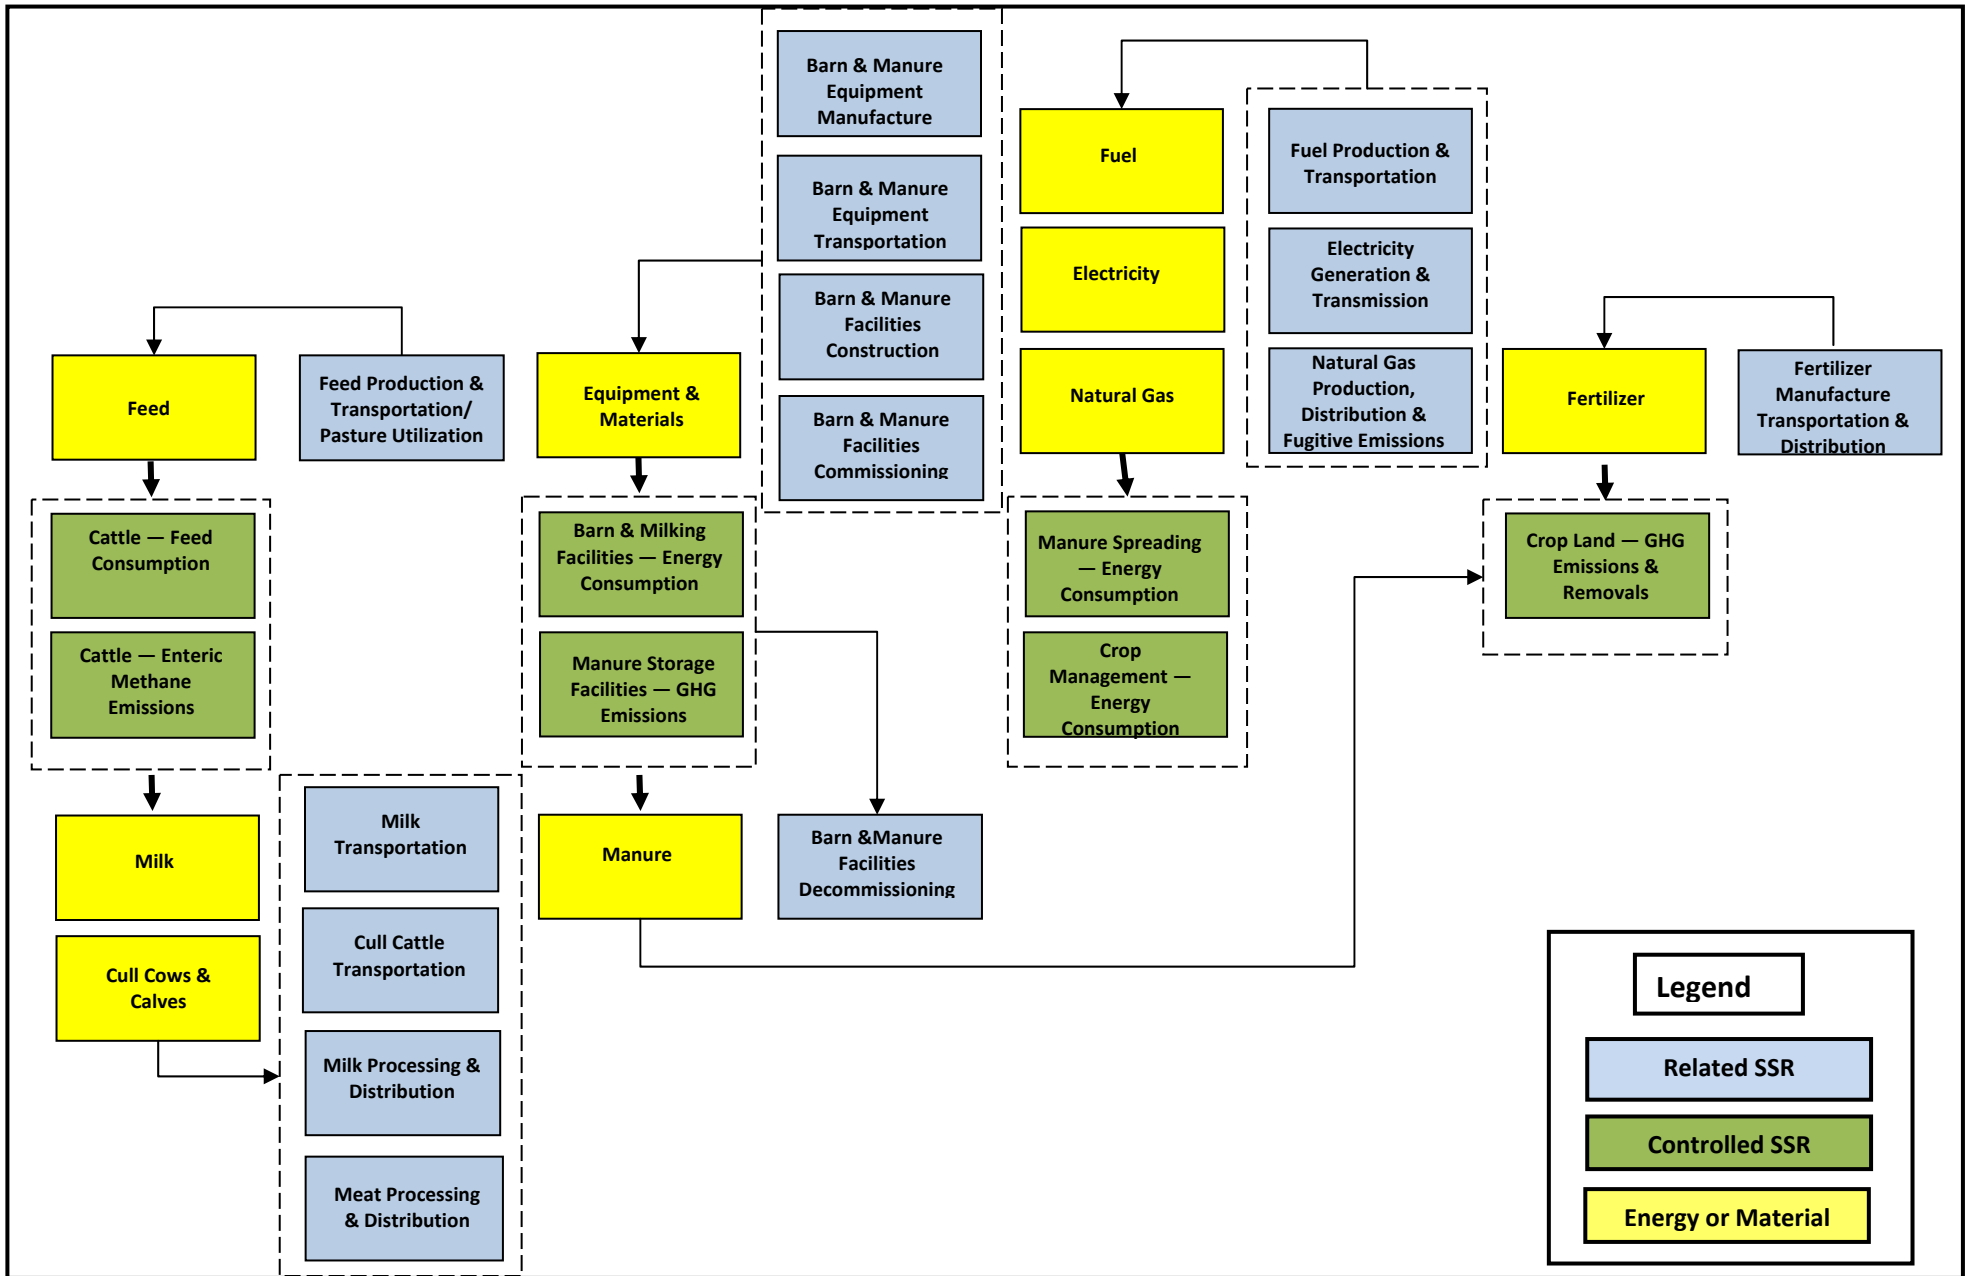 Barn & Manure
Equipment
Manufacture
Barn & Manure
Equipment
Transportation
Barn & Manure
Facilities
Construction
Barn & Manure
Facilities
Commissioning
Fuel
Electricity
Natural Gas
Fuel Production &
Transportation
Electricity
Generation &
Transmission
Natural Gas
Production,
Distribution &
Fugitive Emissions
Feed
Feed Production &
Transportation/
Pasture Utilization
Equipment &
Materials
Fertilizer
Fertilizer
Manufacture
Transportation &
Distribution
Cattle — Feed
Consumption
Cattle — Enteric
Methane
Emissions
Barn & Milking
Facilities — Energy
Consumption
Manure Storage
Facilities — GHG
Emissions
Manure Spreading
— Energy
Consumption
Crop
Management —
Energy
Consumption
Crop Land — GHG
Emissions &
Removals
Milk
Cull Cows &
Calves
Milk
Transportation
Cull Cattle
Transportation
Milk Processing &
Distribution
Meat Processing
& Distribution
Manure
Barn &Manure
Facilities
Decommissioning
Legend
Related SSR
Controlled SSR
Energy or Material